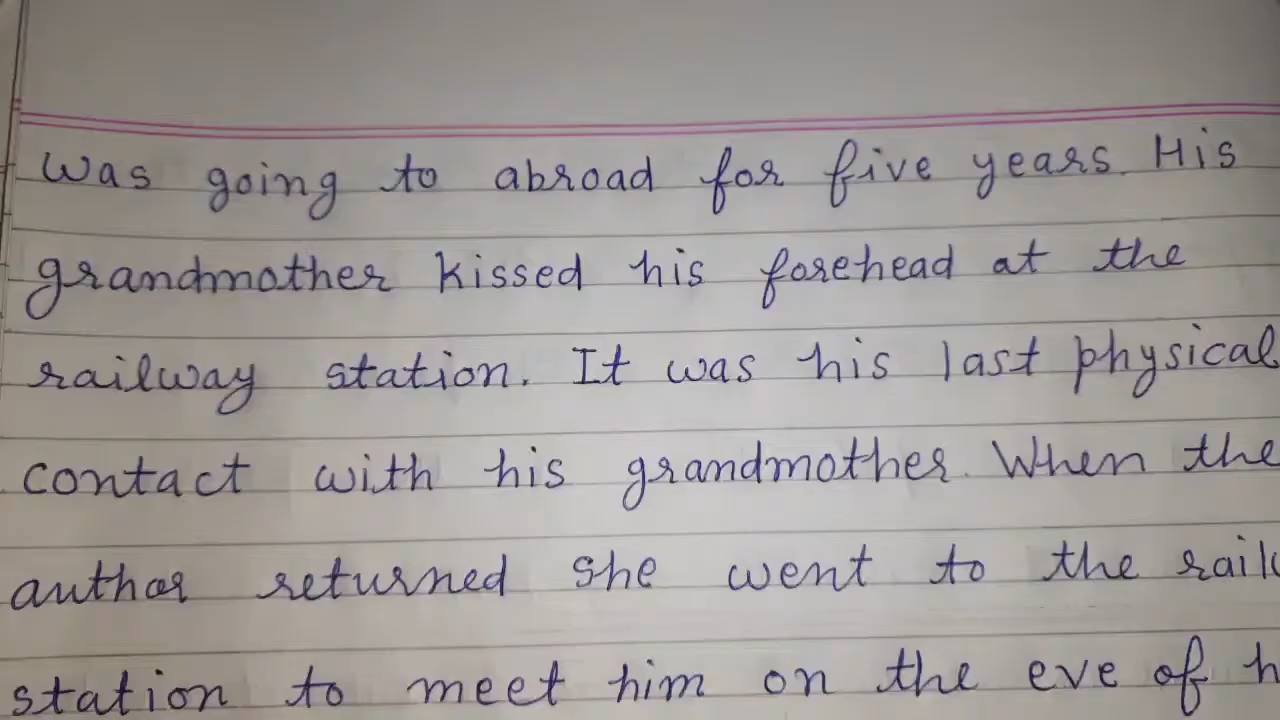 was going to abroad for five years. His
grandmother kissed his forehead at the
railway station. It was his last physical
contact with his grandmother. When the
author returned she went to the
station to meet him on the eve of